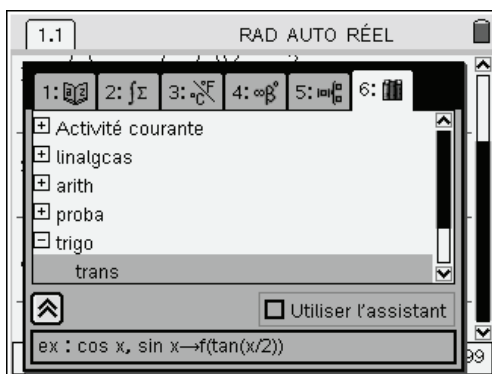 1.1 RAD AUTO RÉEL
1: 2: ∫Σ 3: °C°F 4: ∞β° 5: 6:
Activité courante
linalgcas
arith
proba
trigo
trans
Utiliser l'assistant
ex : cos x, sin x→f(tan(x/2))
99